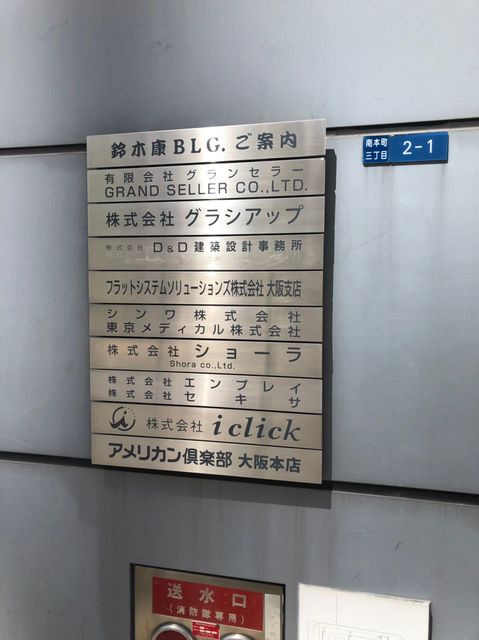 鈴木康BLG. ご案内
有限会社グランセラー
GRAND SELLER CO.,LTD.
株式会社 グラシアップ
株式会社 D&D建築設計事務所
フラットシステムソリューションズ株式会社 大阪支店
シンワ株式会社
東京メディカル株式会社
株式会社 ショーラ
Shora co.,Ltd.
株式会社 エンプレイ
株式会社 セキサ
株式会社 iclick
アメリカン倶楽部 大阪本店
南本町
三丁目
2-1
送水口
(消防隊専用)